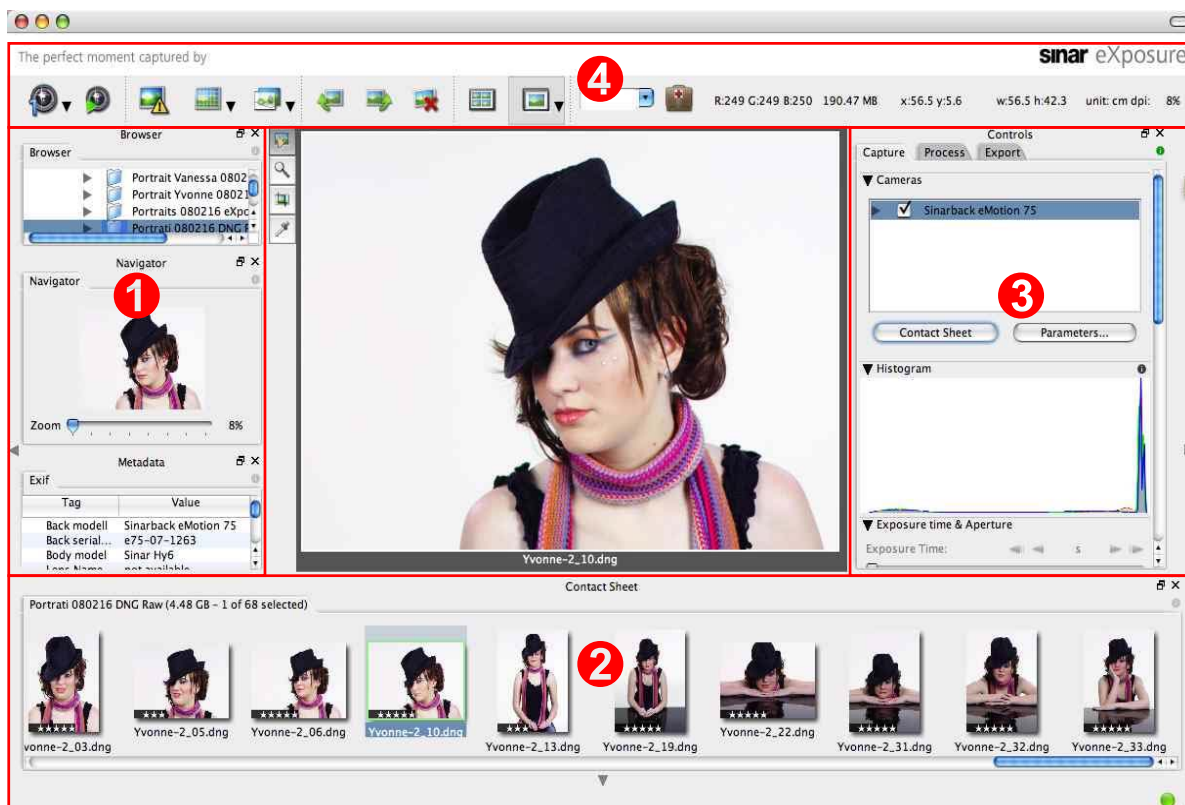 The perfect moment captured by
sinar eXposure
4
R:249 G:249 B:250 190.47 MB x:56.5 y:5.6 w:56.5 h:42.3 unit: cm dpi: 8%
Browser
Browser
Portrait Vanessa 0802
Portrait Yvonne 08021
Portraits 080216 eXpo
Portrati 080216 DNG
Navigator
Navigator
1
Zoom 8%
Metadata
Exif
Tag Value
Back modell Sinarback eMotion 75
Back serial... e75-07-1263
Body model Sinar Hy6
Lens Name not available
Yvonne-2_10.dng
Controls
Capture Process Export
Cameras
Sinarback eMotion 75
3
Contact Sheet Parameters...
Histogram
Exposure time & Aperture
Exposure Time: s
Contact Sheet
Portrati 080216 DNG Raw (4.48 GB - 1 of 68 selected)
2
vonne-2_03.dng Yvonne-2_05.dng Yvonne-2_06.dng Yvonne-2_10.dng Yvonne-2_13.dng Yvonne-2_19.dng Yvonne-2_22.dng Yvonne-2_31.dng Yvonne-2_32.dng Yvonne-2_33.dng